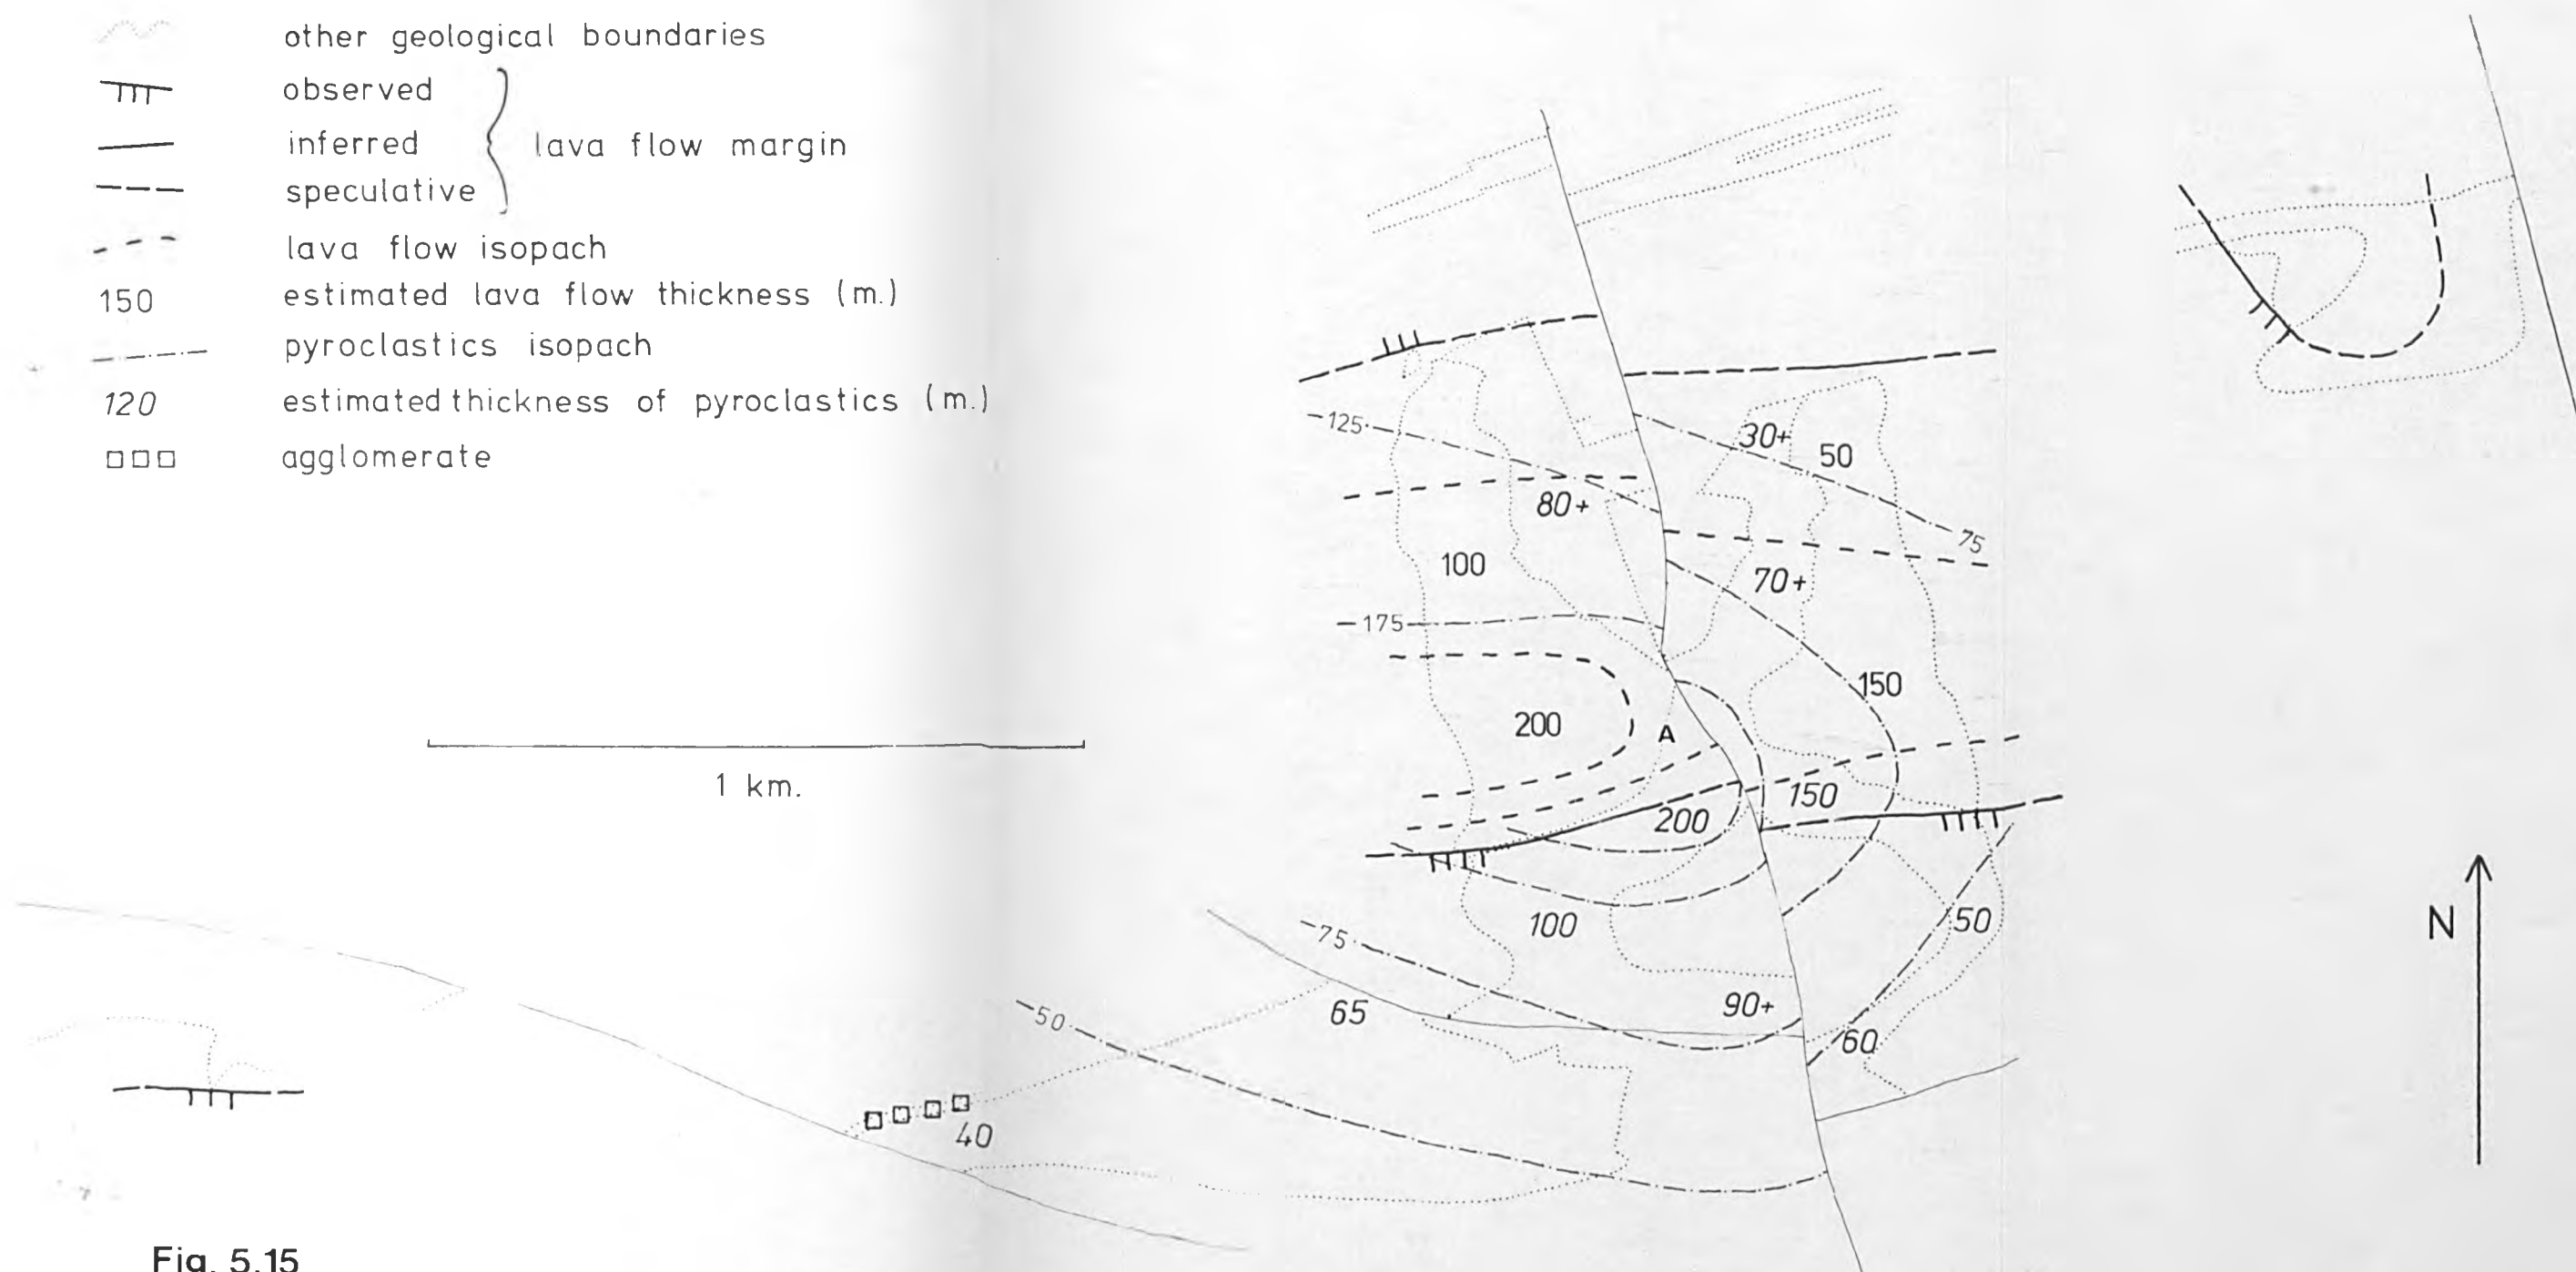 other geological boundaries
observed
inferred
lava flow margin
speculative
lava flow isopach
150 estimated lava flow thickness (m.)
pyroclastics isopach
120 estimated thickness of pyroclastics (m.)
agglomerate
1 km.
125
30+
50
80+
75
100
70+
175
150
200
A
150
200
100
50
75
N
65
90+
50
60
40
Fig. 5.15